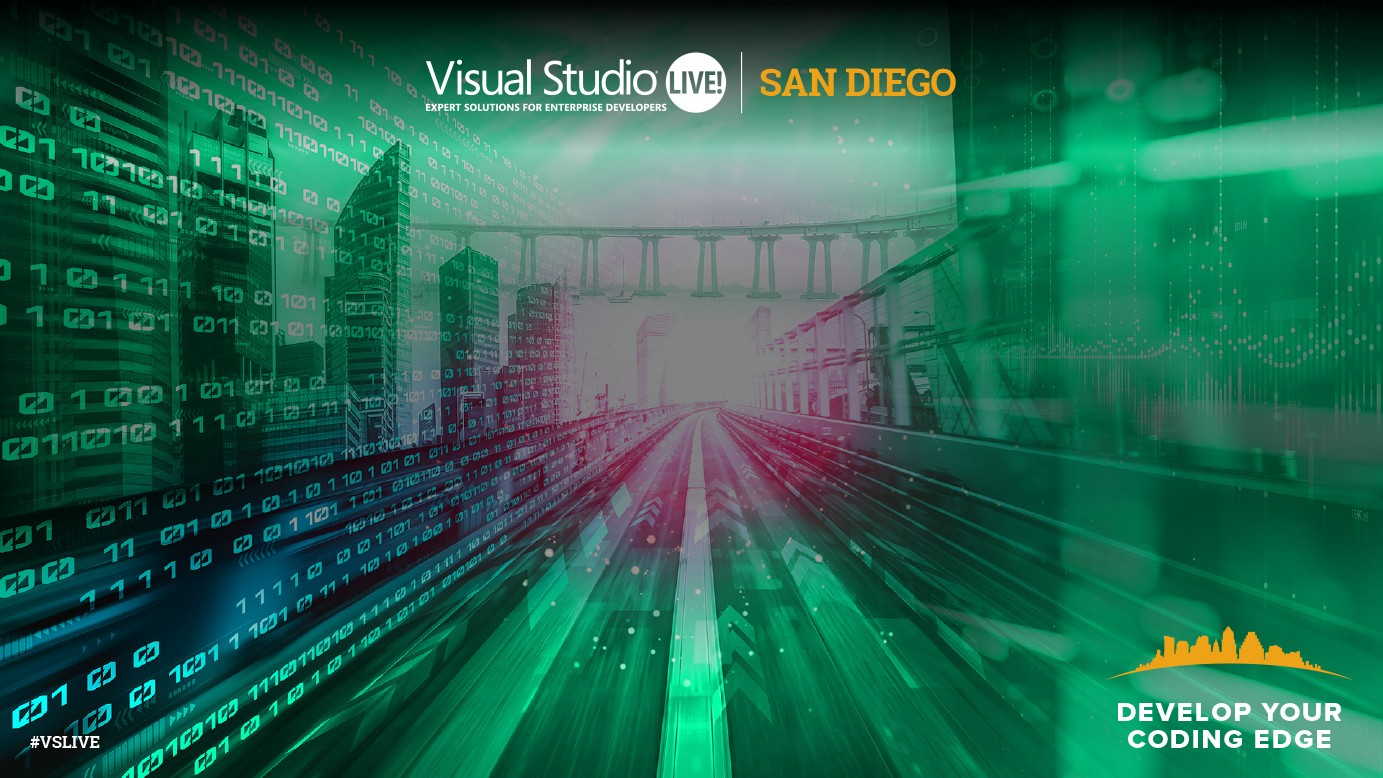 Visual Studio LIVE! SAN DIEGO
EXPERT SOLUTIONS FOR ENTERPRISE DEVELOPERS
#VSLIVE
DEVELOP YOUR
CODING EDGE